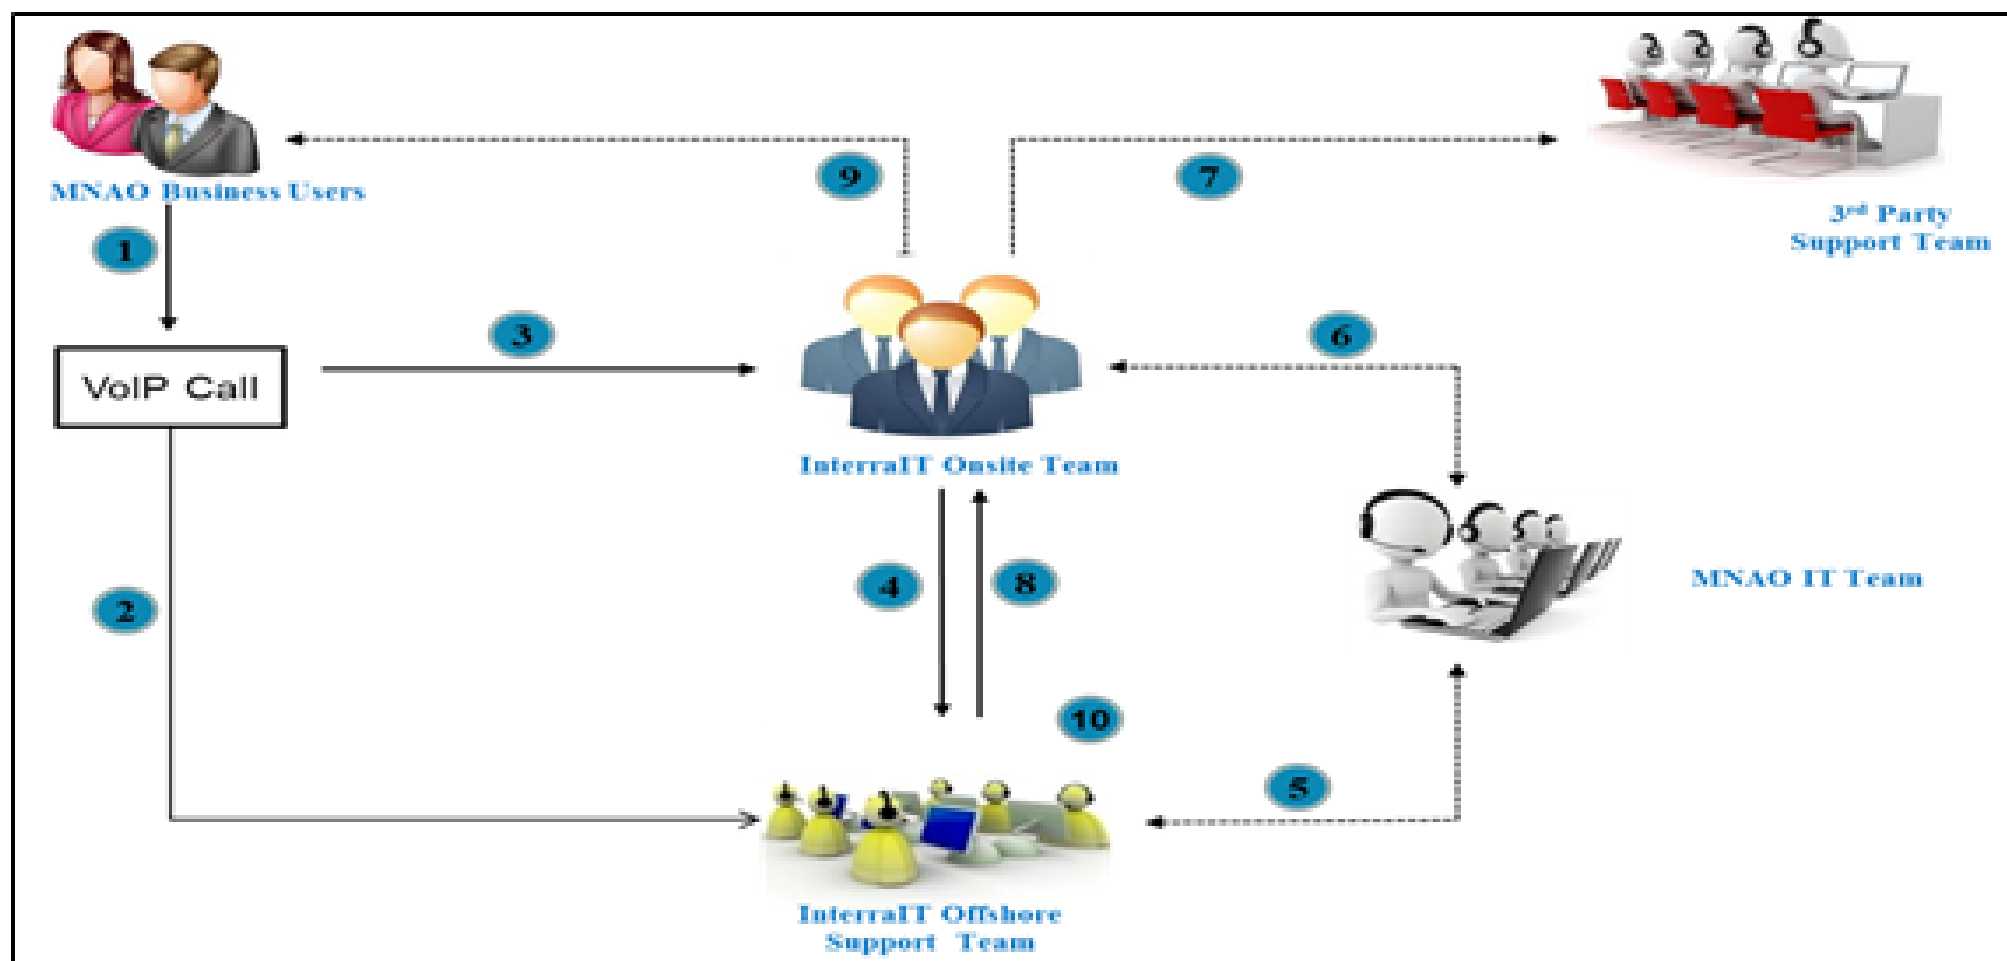 MNAO Business Users
9
7
3rd Party
Support Team
1
3
6
VoIP Call
InterraIT Onsite Team
4
8
MNAO IT Team
2
10
5
InterraIT Offshore
Support Team